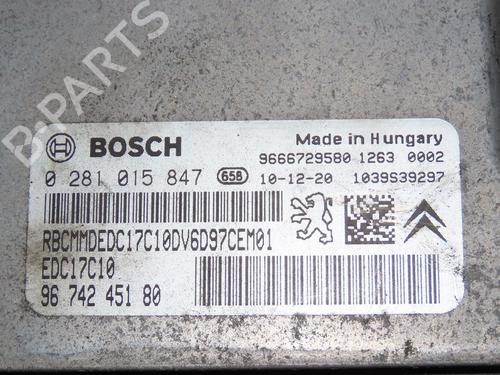 B-PARTS
BOSCH
Made in Hungary
9666729580 1263 0002
0 281 015 847 65B 10-12-20 1039S39297
RBCMMDEDC17C10DV6D97CEM01
EDC17C10
96 742 451 80